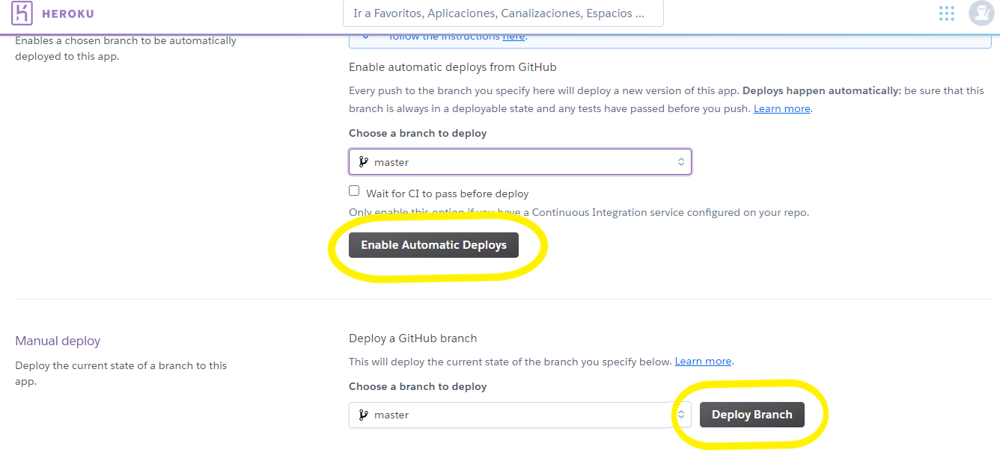 HEROKU
Ir a Favoritos, Aplicaciones, Canalizaciones, Espacios ...
Enables a chosen branch to be automatically
deployed to this app.
follow the instructions here.
Enable automatic deploys from GitHub
Every push to the branch you specify here will deploy a new version of this app. Deploys happen automatically: be sure that this
branch is always in a deployable state and any tests have passed before you push. Learn more.
Choose a branch to deploy
master
Wait for CI to pass before deploy
Only enable this option if you have a Continuous Integration service configured on your repo.
Enable Automatic Deploys
Manual deploy
Deploy the current state of a branch to this
app.
Deploy a GitHub branch
This will deploy the current state of the branch you specify below. Learn more.
Choose a branch to deploy
master
Deploy Branch